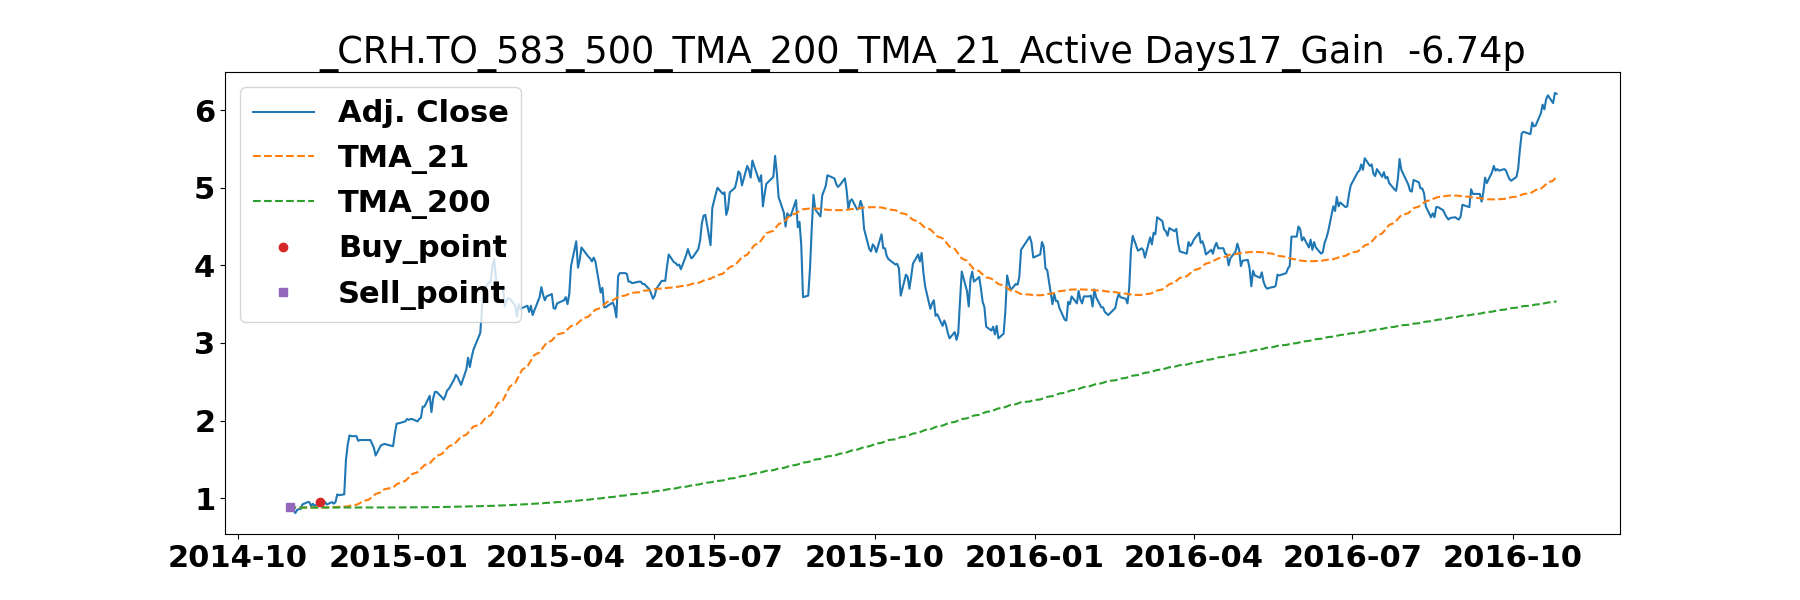 _CRH.TO_583_500_TMA_200_TMA_21_Active Days17_Gain  -6.74p
Adj. Close
TMA_21
TMA_200
Buy_point
Sell_point
6
5
4
3
2
1
2014-10 2015-01 2015-04 2015-07 2015-10 2016-01 2016-04 2016-07 2016-10